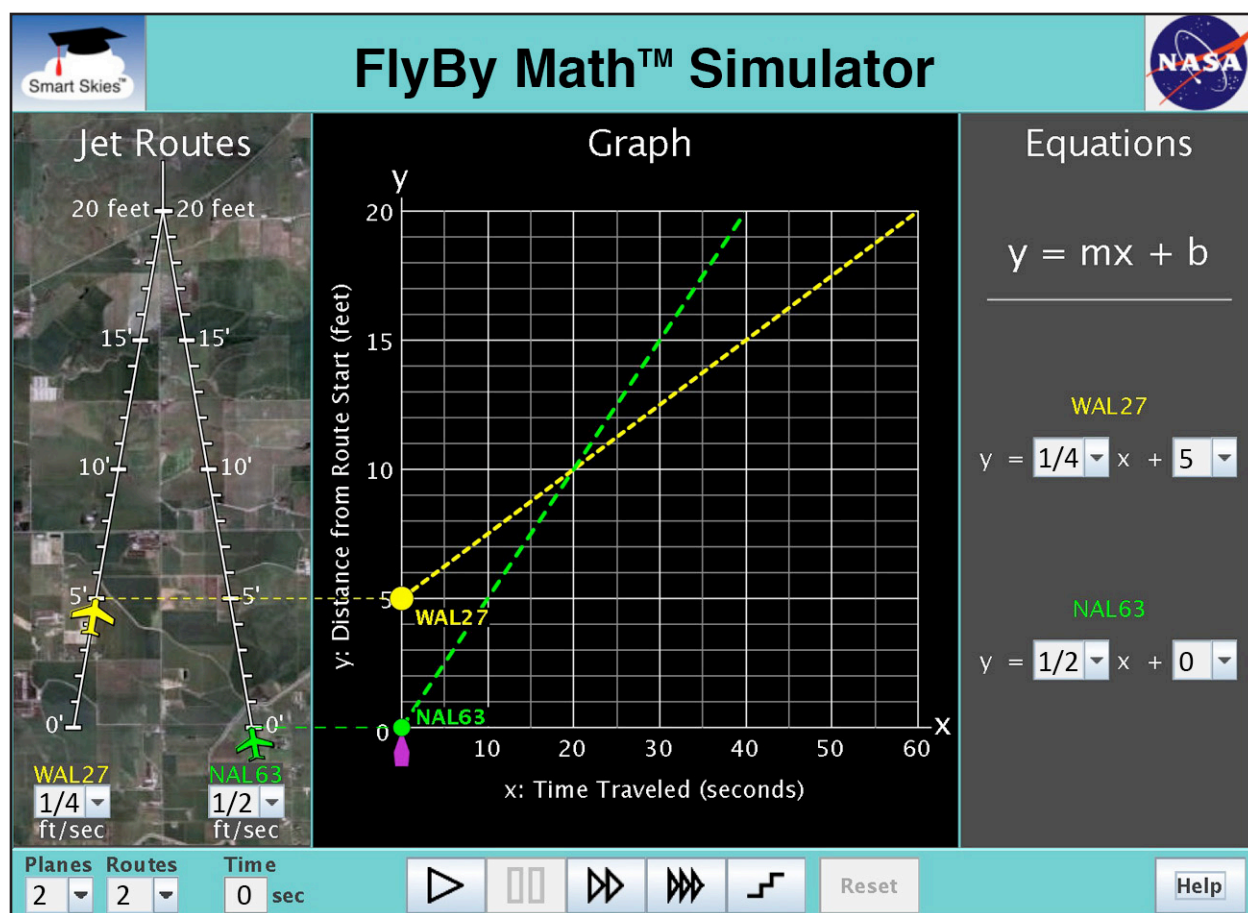 Smart Skies™
FlyBy Math™ Simulator
NASA
Jet Routes
20 feet 20 feet
15' 15'
10' 10'
5' 5'
0' 0'
WAL27 NAL63
1/4 1/2
ft/sec ft/sec
Graph
y
y: Distance from Route Start (feet)
20
15
10
5
0
WAL27
NAL63
x
10 20 30 40 50 60
x: Time Traveled (seconds)
Equations
y = mx + b
WAL27
y = 1/4 x + 5
NAL63
y = 1/2 x + 0
Planes Routes Time
2 2 0 sec
Reset
Help